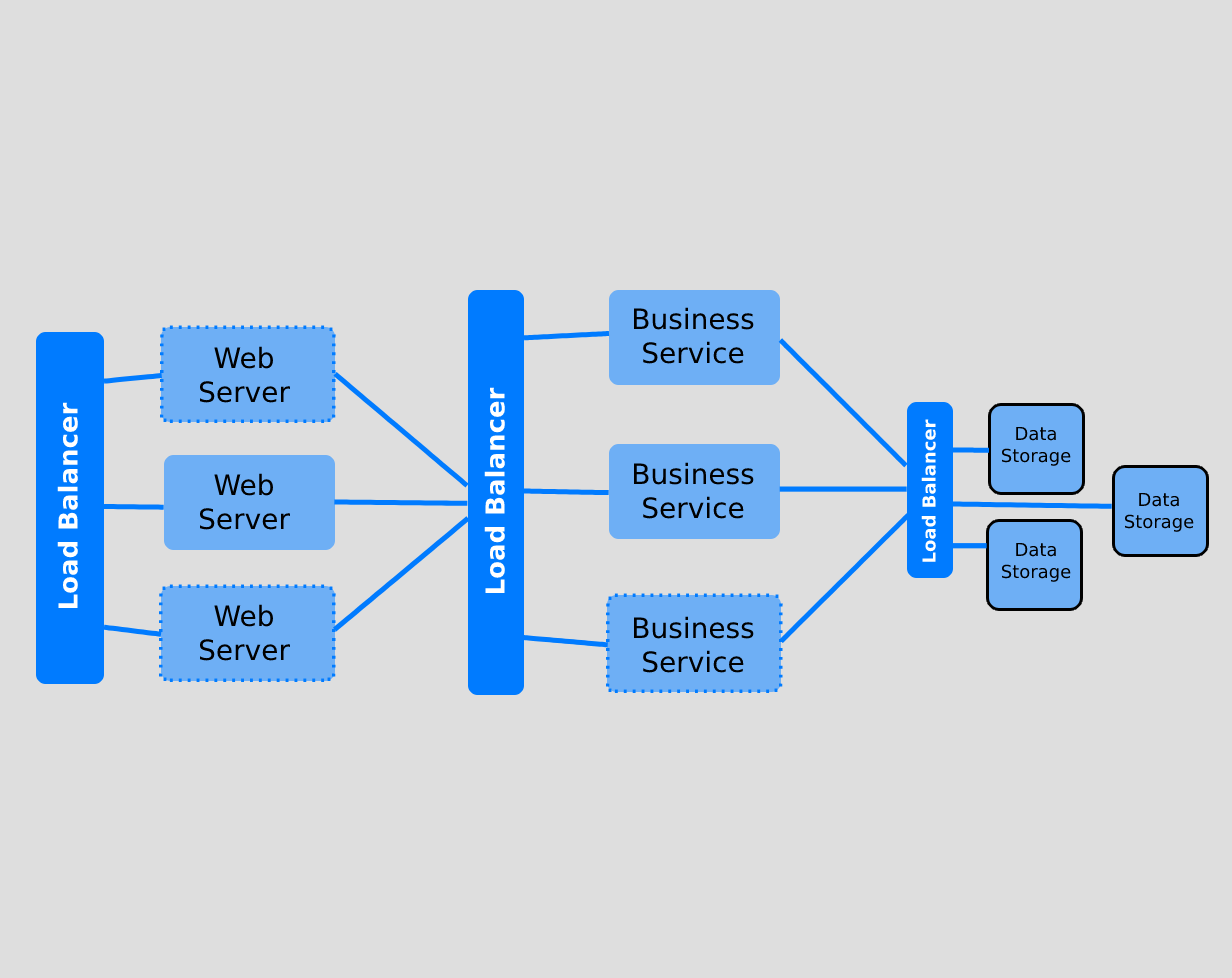 Load Balancer
Web
Server
Web
Server
Web
Server
Load Balancer
Business
Service
Business
Service
Business
Service
Load Balancer
Data
Storage
Data
Storage
Data
Storage